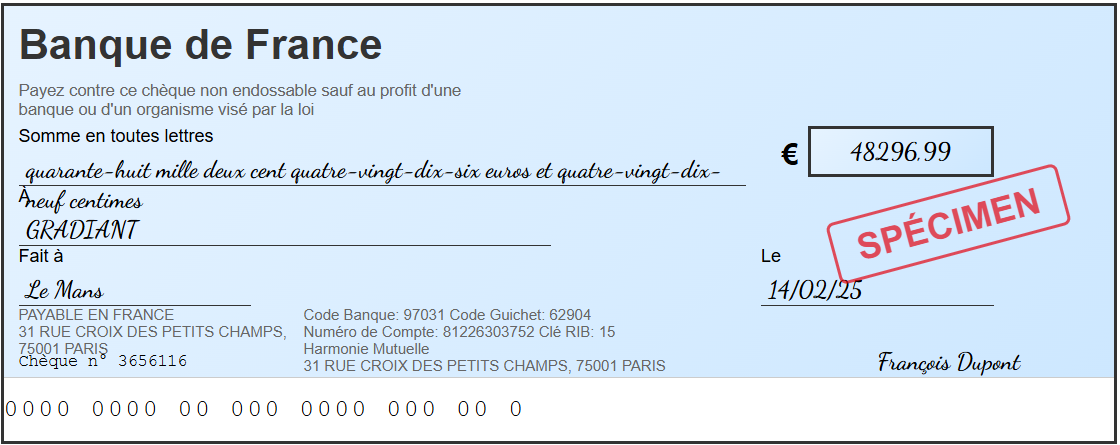 Banque de France
Payez contre ce chèque non endossable sauf au profit d'une
banque ou d'un organisme visé par la loi
Somme en toutes lettres
€ 48296.99
quarante-huit mille deux cent quatre-vingt-dix-six euros et quatre-vingt-dix-
neuf centimes
À
GRADIANT
SPÉCIMEN
Fait à
Le
Le Mans
14/02/25
PAYABLE EN FRANCE
31 RUE CROIX DES PETITS CHAMPS,
75001 PARIS
Chèque n° 3656116
Code Banque: 97031 Code Guichet: 62904
Numéro de Compte: 81226303752 Clé RIB: 15
Harmonie Mutuelle
31 RUE CROIX DES PETITS CHAMPS, 75001 PARIS
François Dupont
0000 0000 00 000 0000 000 00 0